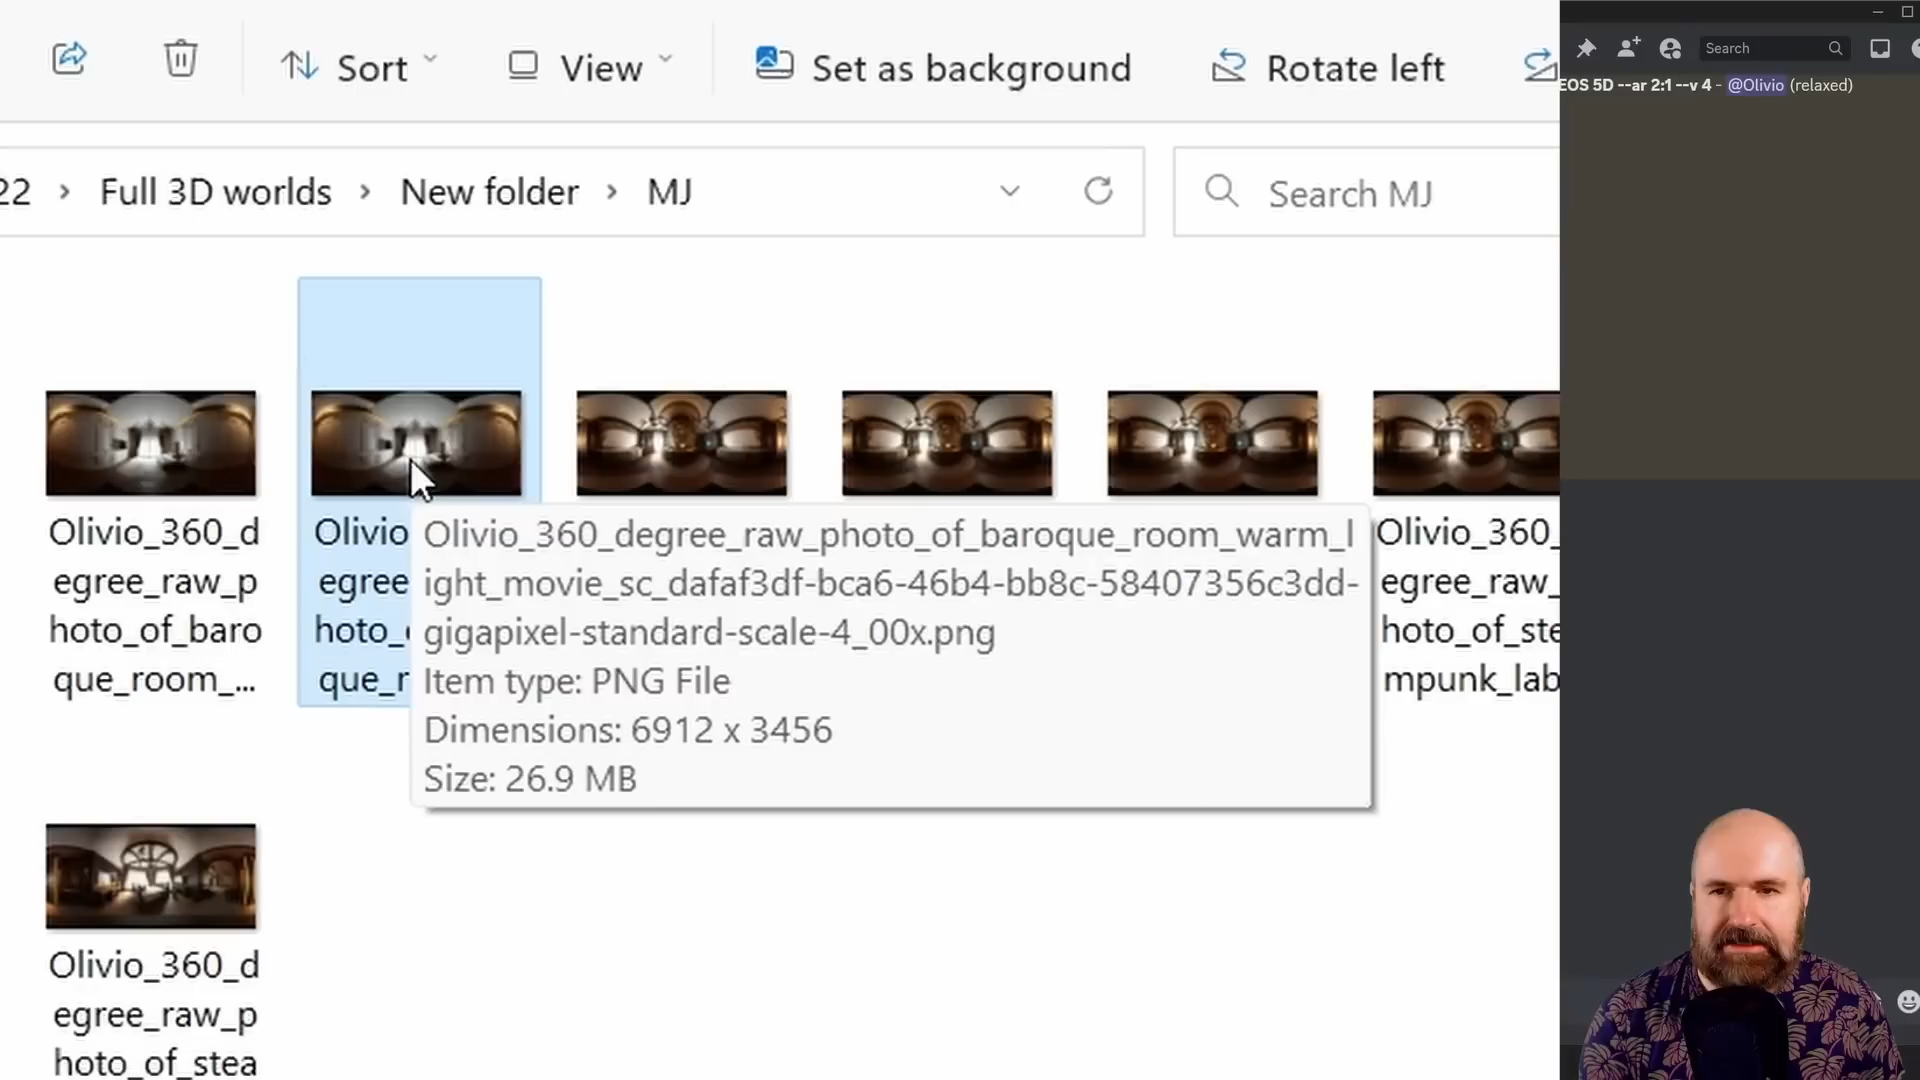 Sort
View
Set as background
Rotate left
Search
EOS 5D --ar 2:1 --v 4 - @Olivio (relaxed)
22 > Full 3D worlds > New folder > MJ
Search MJ
Olivio_360_d
egree_raw_p
hoto_of_baro
que_room_...
Olivio
egree
hoto_
que_r
Olivio_360_degree_raw_photo_of_baroque_room_warm_l
ight_movie_sc_dafaf3df-bca6-46b4-bb8c-58407356c3dd-
gigapixel-standard-scale-4_00x.png
Item type: PNG File
Dimensions: 6912 x 3456
Size: 26.9 MB
Olivio_360_
egree_raw_
hoto_of_ste
mpunk_lab
Olivio_360_d
egree_raw_p
hoto_of_stea